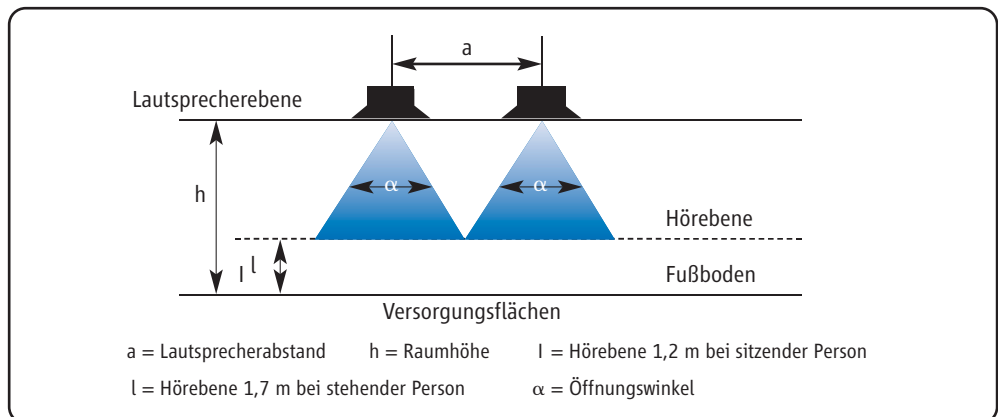 a
Lautsprecherebene
h
α α
Hörebene
I l
Fußboden
Versorgungsflächen
a = Lautsprecherabstand h = Raumhöhe I = Hörebene 1,2 m bei sitzender Person
l = Hörebene 1,7 m bei stehender Person α = Öffnungswinkel